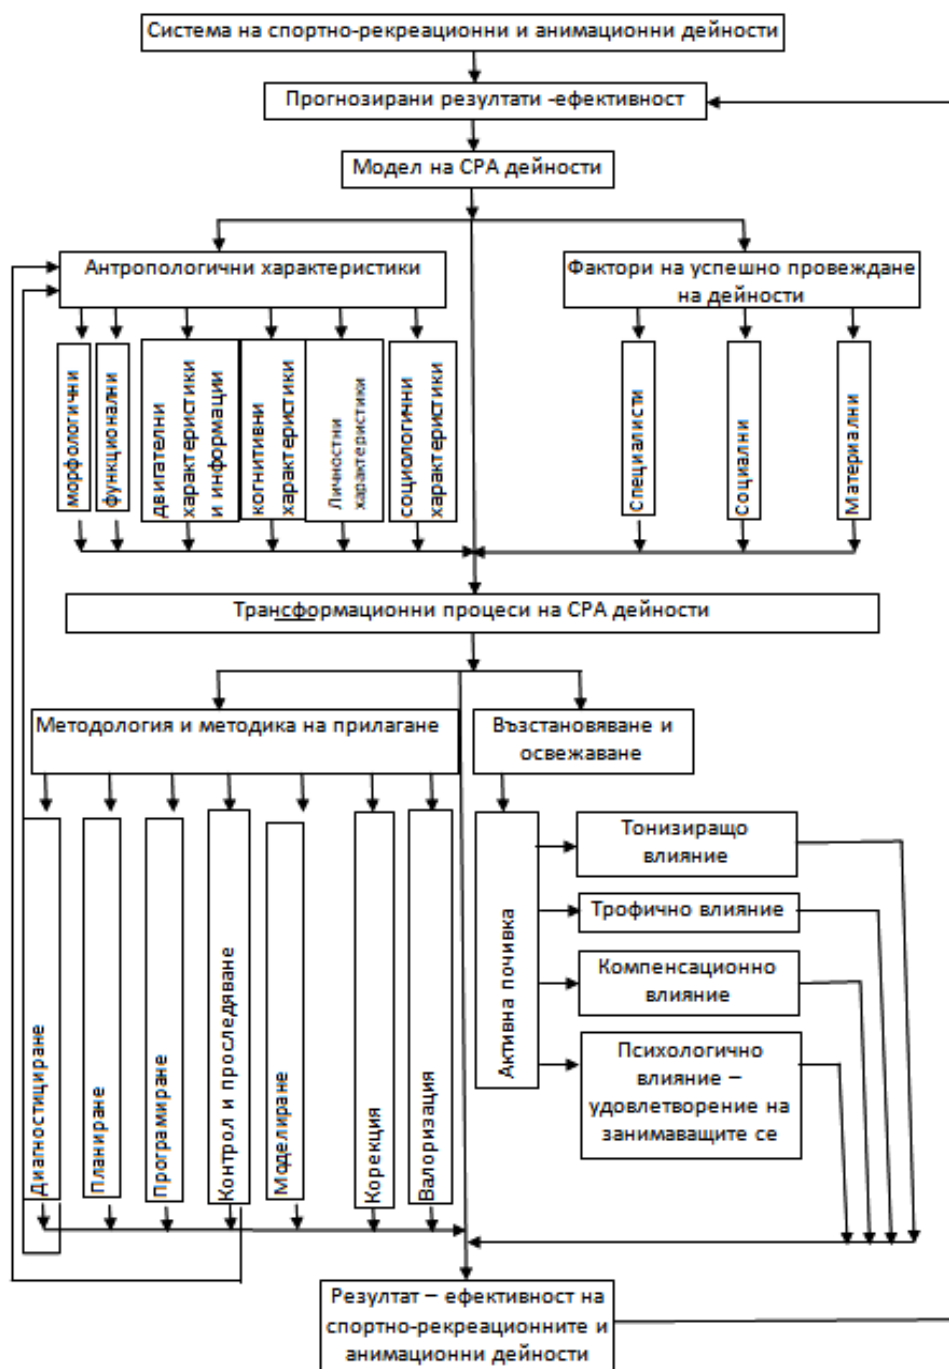 Система на спортно-рекреационни и анимационни дейности
Прогнозирани резултати -ефективност
Модел на СРА дейности
Антропологични характеристики
Фактори на успешно провеждане
на дейности
морфологични
функционални
двигателни
характеристики
и информации
когнитивни
характеристики
Личностни
характеристики
социологични
характеристики
Специалисти
Социални
Материални
Трансформационни процеси на СРА дейности
Методология и методика на прилагане
Възстановяване и
освежаване
Диагностициране
Планиране
Програмиране
Контрол и проследяване
Моделиране
Корекция
Валоризация
Активна почивка
Тонизиращо
влияние
Трофично влияние
Компенсационно
влияние
Психологично
влияние –
удовлетворение на
занимаващите се
Резултат – ефективност на
спортно-рекреационните и
анимационни дейности